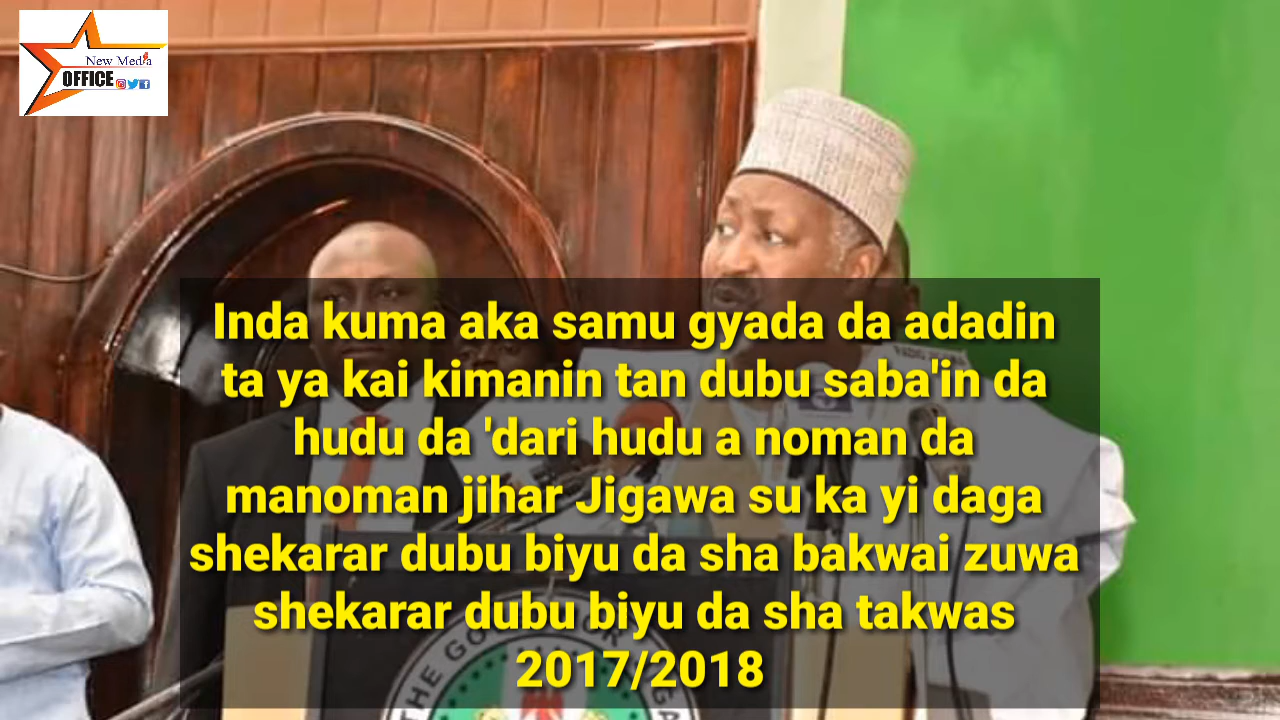 New Media
OFFICE
Inda kuma aka samu gyada da adadin
ta ya kai kimanin tan dubu saba'in da
hudu da 'dari hudu a noman da
manoman jihar Jigawa su ka yi daga
shekarar dubu biyu da sha bakwai zuwa
shekarar dubu biyu da sha takwas
2017/2018
THE GO